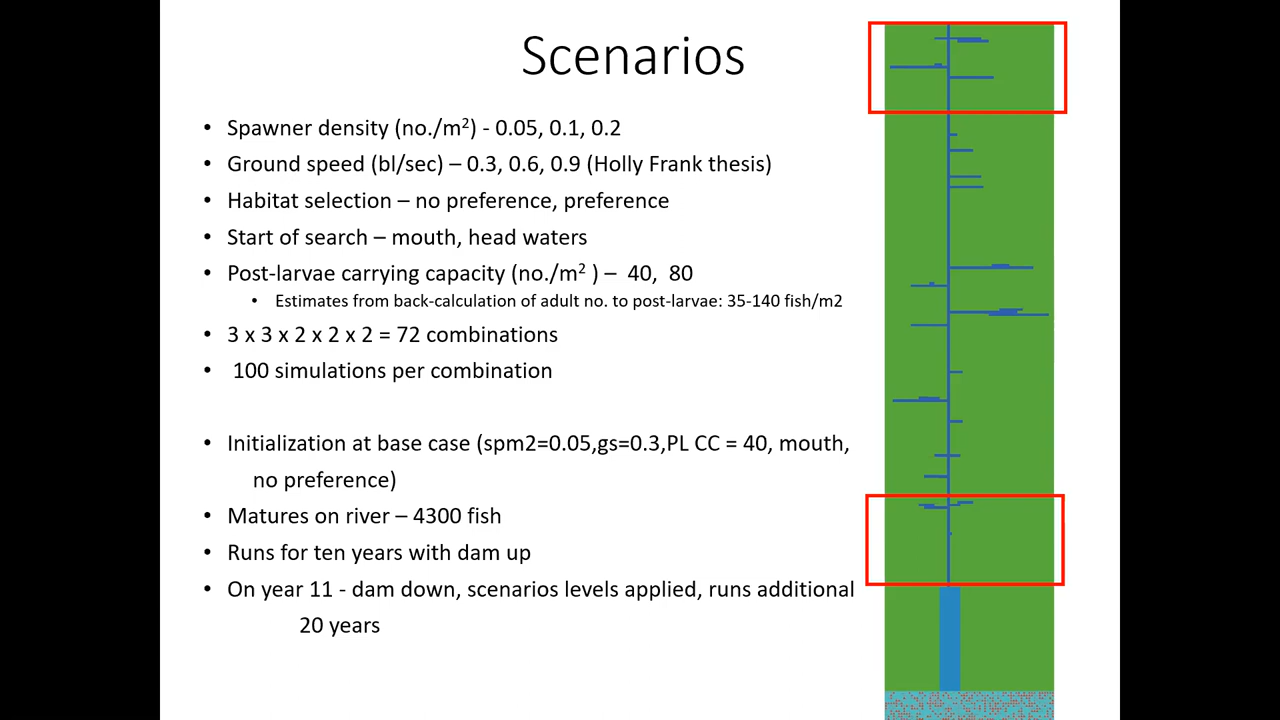 Scenarios
• Spawner density (no./m²) - 0.05, 0.1, 0.2
• Ground speed (bl/sec) – 0.3, 0.6, 0.9 (Holly Frank thesis)
• Habitat selection – no preference, preference
• Start of search – mouth, head waters
• Post-larvae carrying capacity (no./m² ) – 40, 80
• Estimates from back-calculation of adult no. to post-larvae: 35-140 fish/m2
• 3 x 3 x 2 x 2 x 2 = 72 combinations
• 100 simulations per combination
• Initialization at base case (spm2=0.05,gs=0.3,PL CC = 40, mouth,
no preference)
• Matures on river – 4300 fish
• Runs for ten years with dam up
• On year 11 - dam down, scenarios levels applied, runs additional
20 years